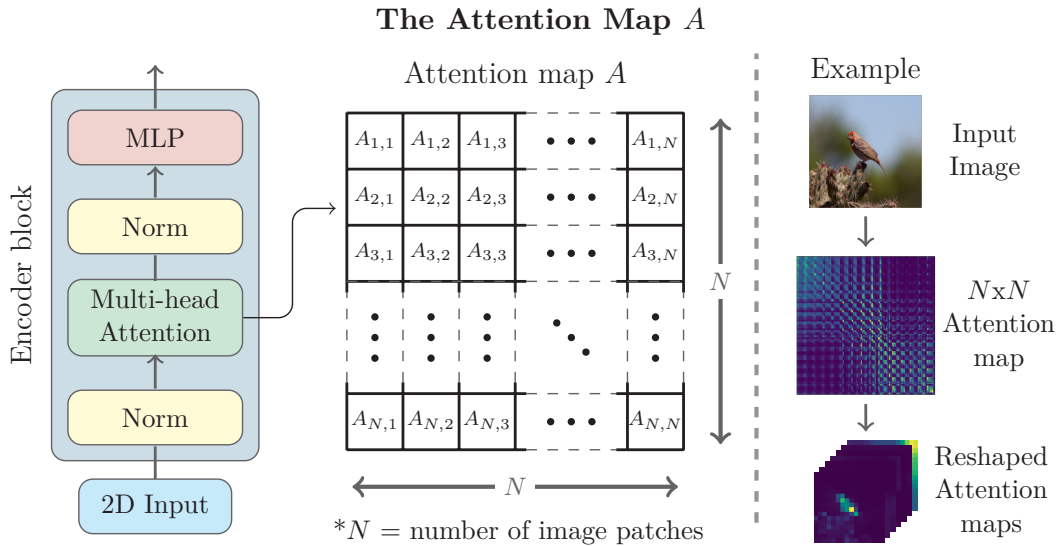 The Attention Map A
Encoder block
MLP
Norm
Multi-head
Attention
Norm
2D Input
Attention map A
A1,1 A1,2 A1,3 • • • A1,N
A2,1 A2,2 A2,3 • • • A2,N
A3,1 A3,2 A3,3 • • • A3,N
AN,1 AN,2 AN,3 • • • AN,N
N
N
*N = number of image patches
Example
Input
Image
NxN
Attention
map
Reshaped
Attention
maps